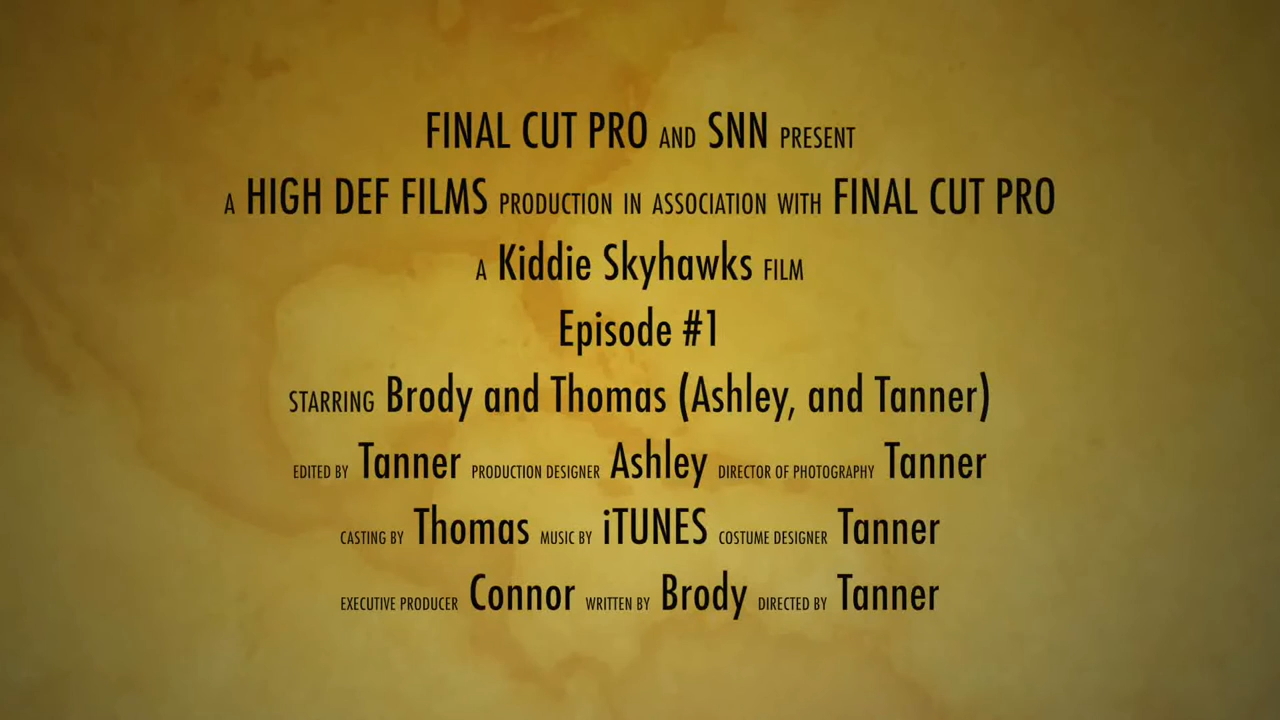 FINAL CUT PRO AND SNN PRESENT
A HIGH DEF FILMS PRODUCTION IN ASSOCIATION WITH FINAL CUT PRO
A Kiddie Skyhawks FILM
Episode #1
STARRING Brody and Thomas (Ashley, and Tanner)
EDITED BY Tanner PRODUCTION DESIGNER Ashley DIRECTOR OF PHOTOGRAPHY Tanner
CASTING BY Thomas MUSIC BY iTUNES COSTUME DESIGNER Tanner
EXECUTIVE PRODUCER Connor WRITTEN BY Brody DIRECTED BY Tanner